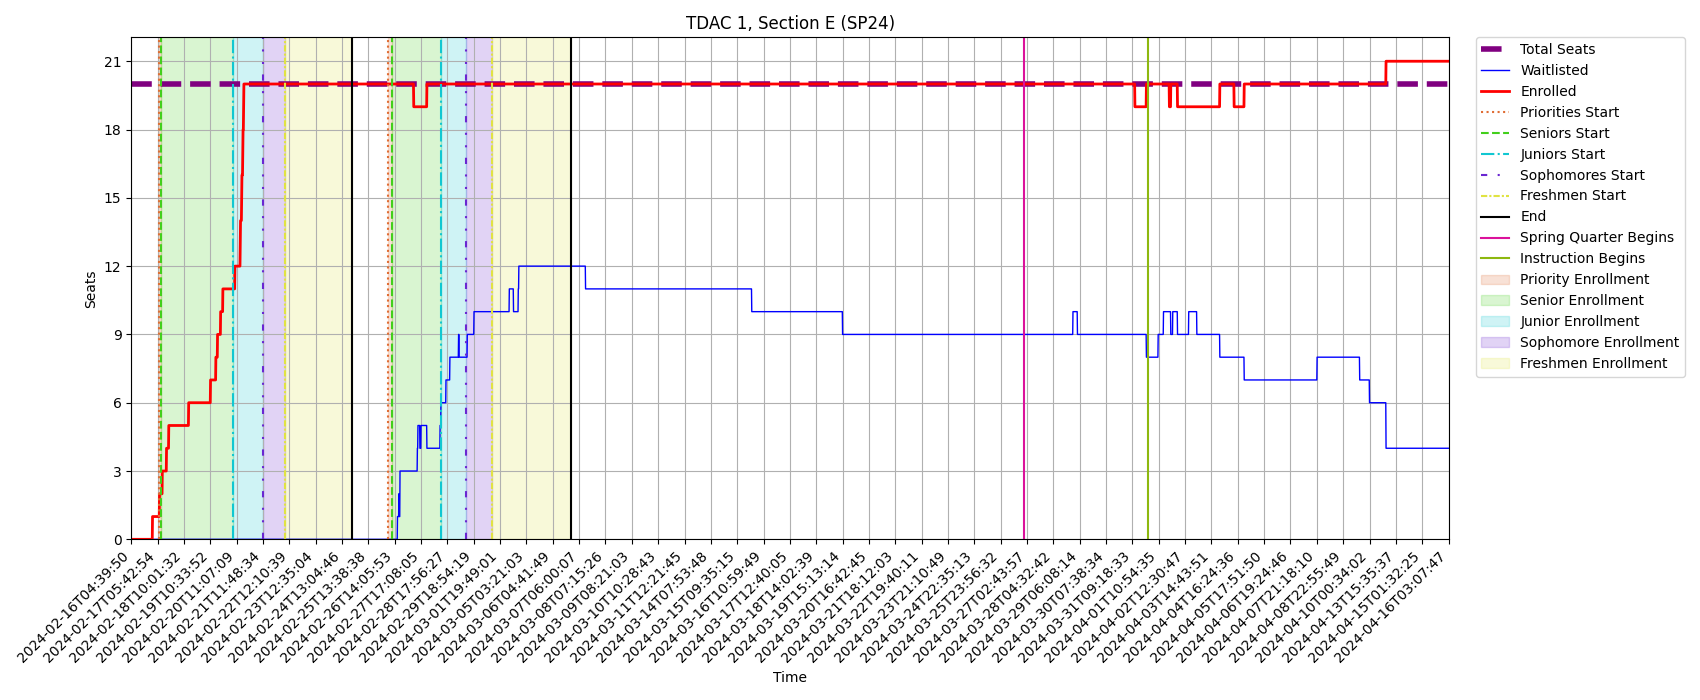 TDAC 1, Section E (SP24)
21
18
15
12
9
6
3
0
Seats
2024-02-16T04:39:50
2024-02-17T05:42:54
2024-02-18T10:01:32
2024-02-19T10:33:52
2024-02-20T11:07:09
2024-02-21T11:48:34
2024-02-22T12:10:39
2024-02-23T12:35:04
2024-02-24T13:04:46
2024-02-25T13:38:38
2024-02-26T14:05:53
2024-02-27T17:08:05
2024-02-28T17:56:27
2024-02-29T18:54:19
2024-03-01T19:49:01
2024-03-05T03:21:03
2024-03-06T04:41:49
2024-03-07T06:00:07
2024-03-08T07:15:26
2024-03-09T08:21:03
2024-03-10T10:28:43
2024-03-11T12:21:45
2024-03-14T07:53:48
2024-03-15T09:35:15
2024-03-16T10:59:49
2024-03-17T12:40:05
2024-03-18T14:02:39
2024-03-19T15:13:14
2024-03-20T16:42:45
2024-03-21T18:12:03
2024-03-22T19:40:11
2024-03-23T21:10:49
2024-03-24T22:35:13
2024-03-25T23:56:32
2024-03-27T02:43:57
2024-03-28T04:32:42
2024-03-29T06:08:14
2024-03-30T07:38:34
2024-03-31T09:18:33
2024-04-01T10:54:35
2024-04-02T12:30:47
2024-04-03T14:43:51
2024-04-04T16:24:36
2024-04-05T17:51:50
2024-04-06T19:24:46
2024-04-07T21:18:10
2024-04-08T22:55:49
2024-04-10T00:34:02
2024-04-13T15:35:37
2024-04-15T01:32:25
2024-04-16T03:07:47
Time
Total Seats
Waitlisted
Enrolled
Priorities Start
Seniors Start
Juniors Start
Sophomores Start
Freshmen Start
End
Spring Quarter Begins
Instruction Begins
Priority Enrollment
Senior Enrollment
Junior Enrollment
Sophomore Enrollment
Freshmen Enrollment